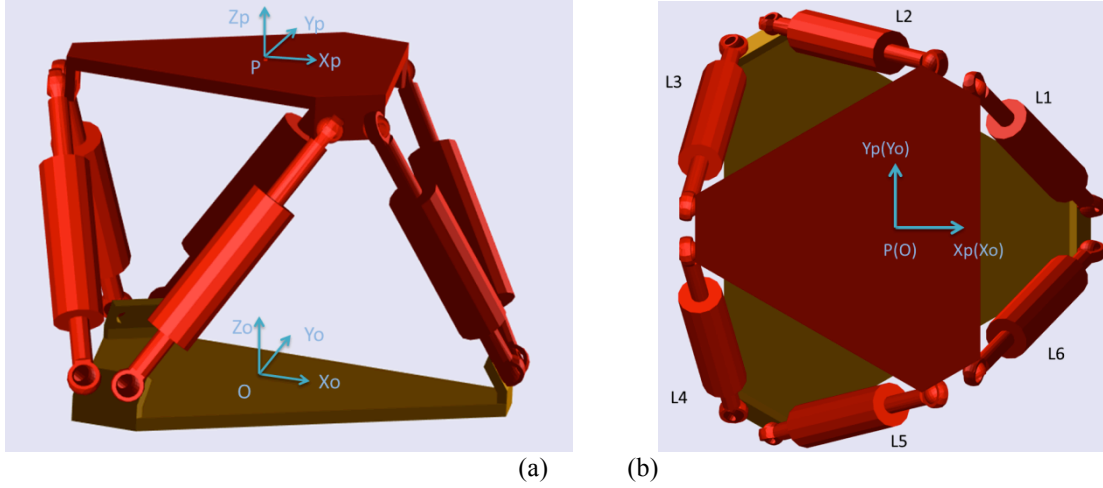 Zp
Yp
P
Xp
Zo
Yo
O
Xo
L2
L3
L1
Yp(Yo)
P(O)
Xp(Xo)
L6
L4
L5
(a)
(b)